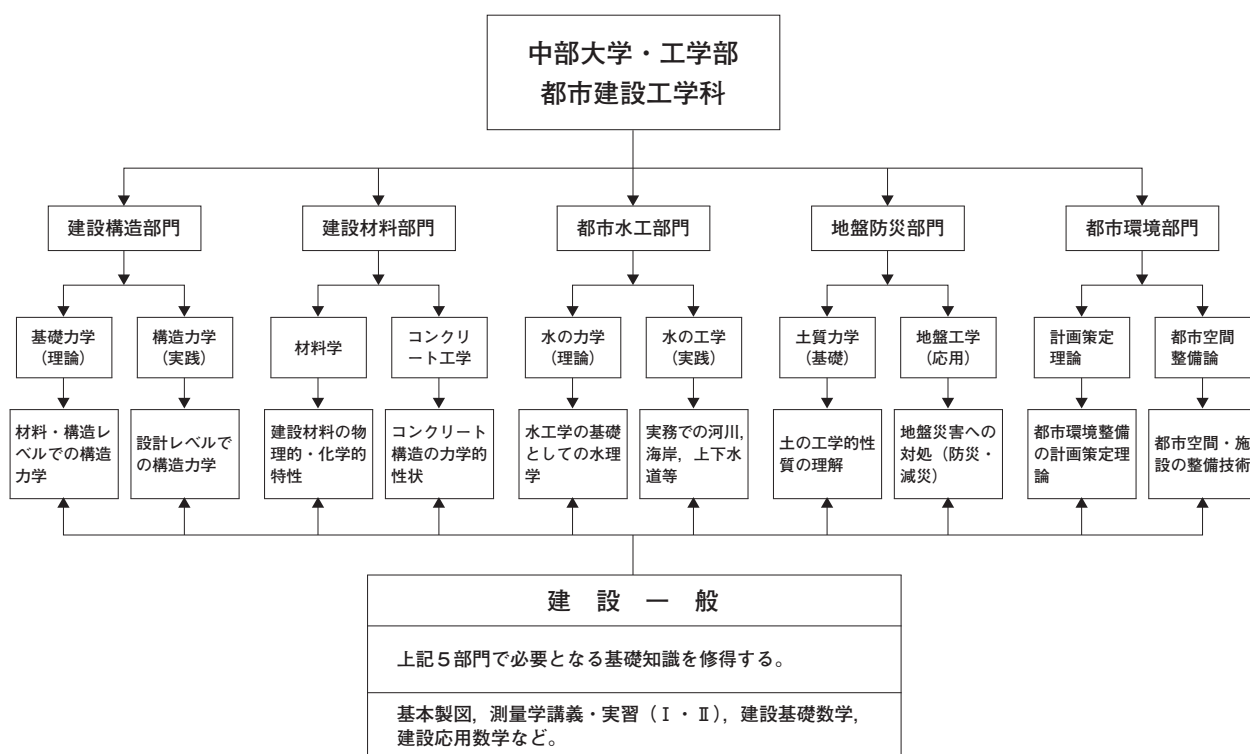 中部大学・工学部
都市建設工学科
建設構造部門
建設材料部門
都市水工部門
地盤防災部門
都市環境部門
基礎力学
（理論）
構造力学
（実践）
材料学
コンクリ
ート工学
水の力学
（理論）
水の工学
（実践）
土質力学
（基礎）
地盤工学
（応用）
計画策定
理論
都市空間
整備論
材料・構造レ
ベルでの構造
力学
設計レベルで
の構造力学
建設材料の物
理的・化学的
特性
コンクリート
構造の力学的
性状
水工学の基礎
としての水理
学
実務での河川，
海岸，上下水
道等
土の工学的性
質の理解
地盤災害への
対処（防災・
減災）
都市環境整備
の計画策定理
論
都市空間・施
設の整備技術
建 設 一 般
上記５部門で必要となる基礎知識を修得する。
基本製図，測量学講義・実習（Ⅰ・Ⅱ），建設基礎数学，
建設応用数学など。